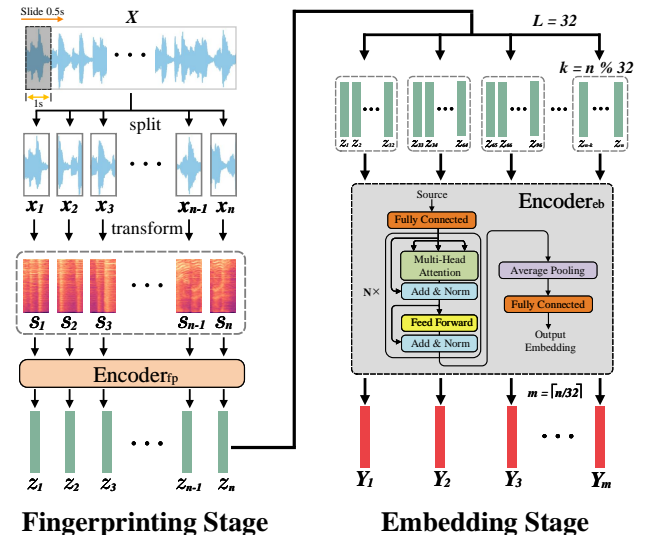 Slide 0.5s
X
1s
split
x1 x2 x3 ... xn-1 xn
transform
S1 S2 S3 ... Sn-1 Sn
Encoderfp
z1 z2 z3 ... zn-1 zn
Fingerprinting Stage
L = 32
k = n % 32
z1 z2 ... z32 ... z33 z34 ... z64 ... z65 z66 ... z96 ... zn-k ... zn
Encodereb
Source
Fully Connected
Multi-Head
Attention
Add & Norm
N×
Feed Forward
Add & Norm
Average Pooling
Fully Connected
Output
Embedding
m = ⌈n/32⌉
Y1 Y2 Y3 ... Ym
Embedding Stage